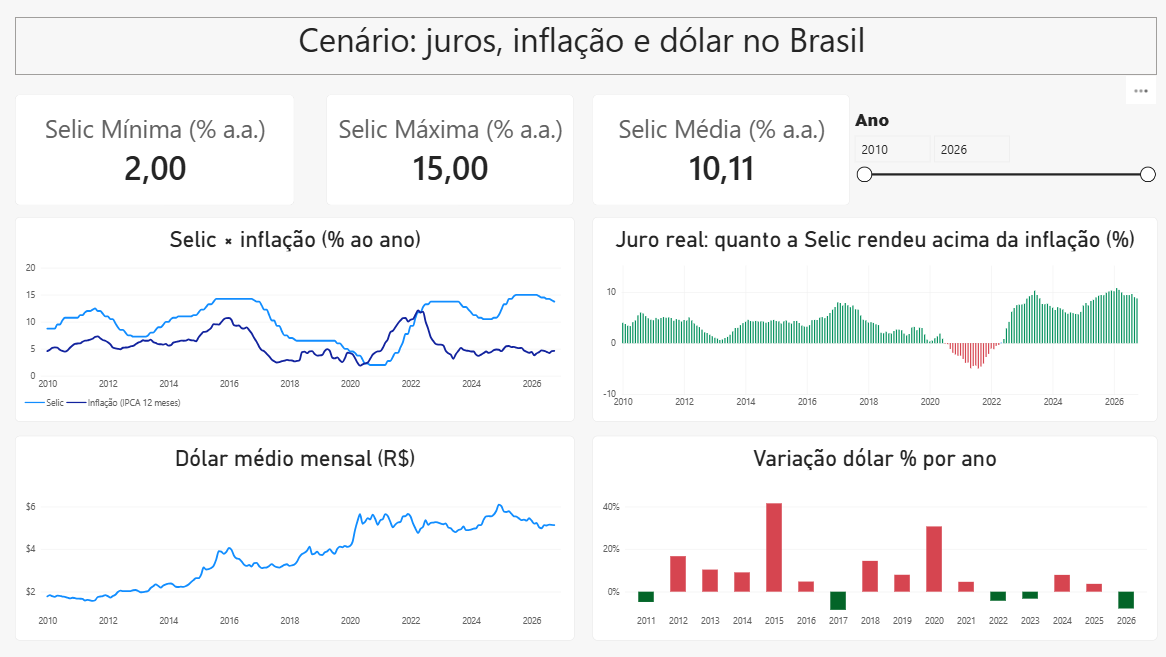 Cenário: juros, inflação e dólar no Brasil
Selic Mínima (% a.a.)
2,00
Selic Máxima (% a.a.)
15,00
Selic Média (% a.a.)
10,11
Ano
2010 2026
Selic × inflação (% ao ano)
20
15
10
5
0
2010 2012 2014 2016 2018 2020 2022 2024 2026
Selic Inflação (IPCA 12 meses)
Juro real: quanto a Selic rendeu acima da inflação (%)
10
0
-10
2010 2012 2014 2016 2018 2020 2022 2024 2026
Dólar médio mensal (R$)
$6
$4
$2
2010 2012 2014 2016 2018 2020 2022 2024 2026
Variação dólar % por ano
40%
20%
0%
2011 2012 2013 2014 2015 2016 2017 2018 2019 2020 2021 2022 2023 2024 2025 2026